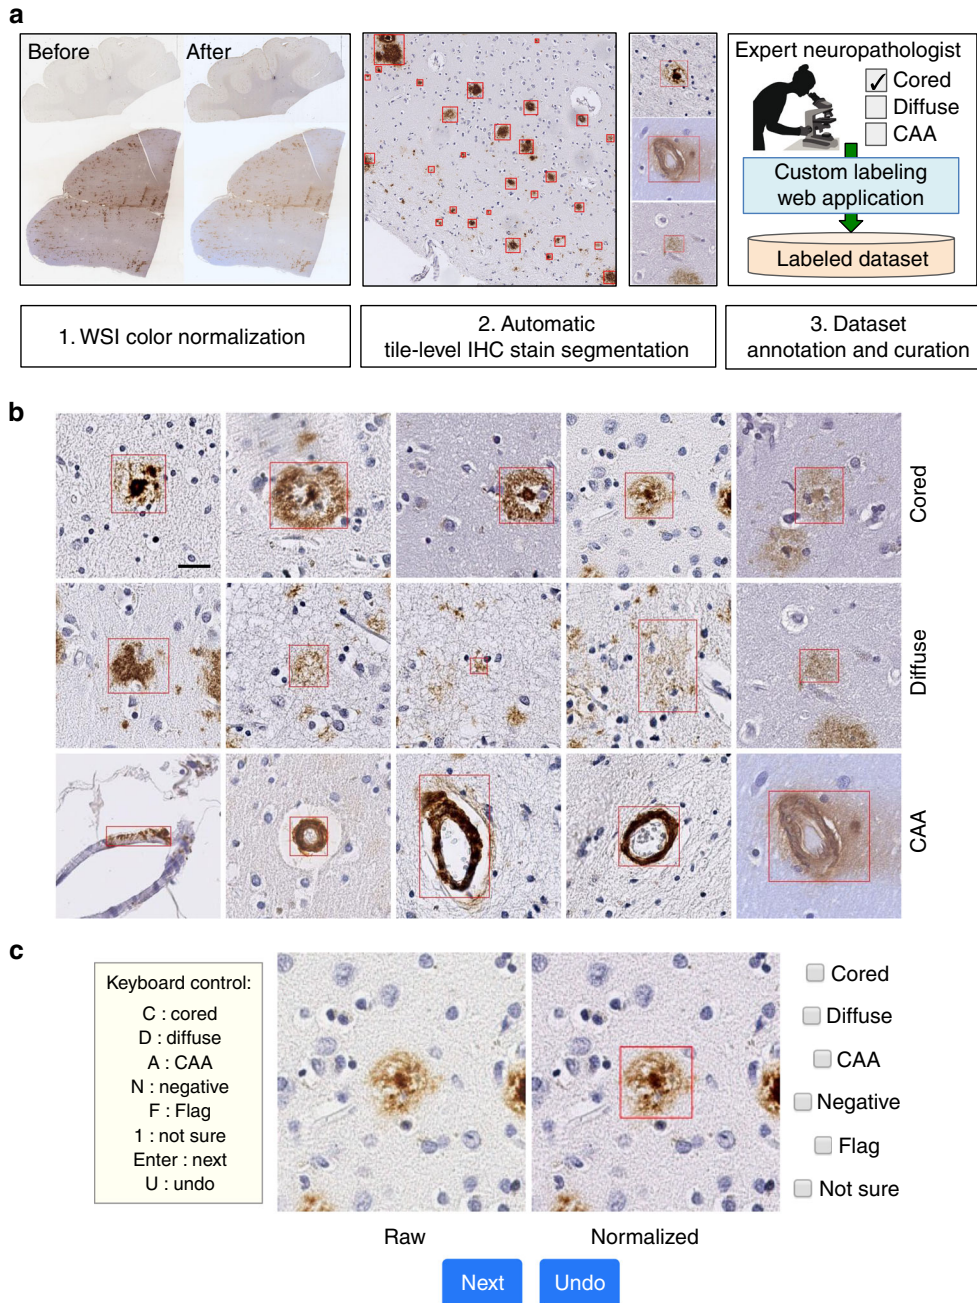 a
Before
After
Expert neuropathologist
Cored
Diffuse
CAA
Custom labeling
web application
Labeled dataset
1. WSI color normalization
2. Automatic
tile-level IHC stain segmentation
3. Dataset
annotation and curation
b
Cored
Diffuse
CAA
c
Keyboard control:
C : cored
D : diffuse
A : CAA
N : negative
F : Flag
1 : not sure
Enter : next
U : undo
Raw
Normalized
Cored
Diffuse
CAA
Negative
Flag
Not sure
Next
Undo